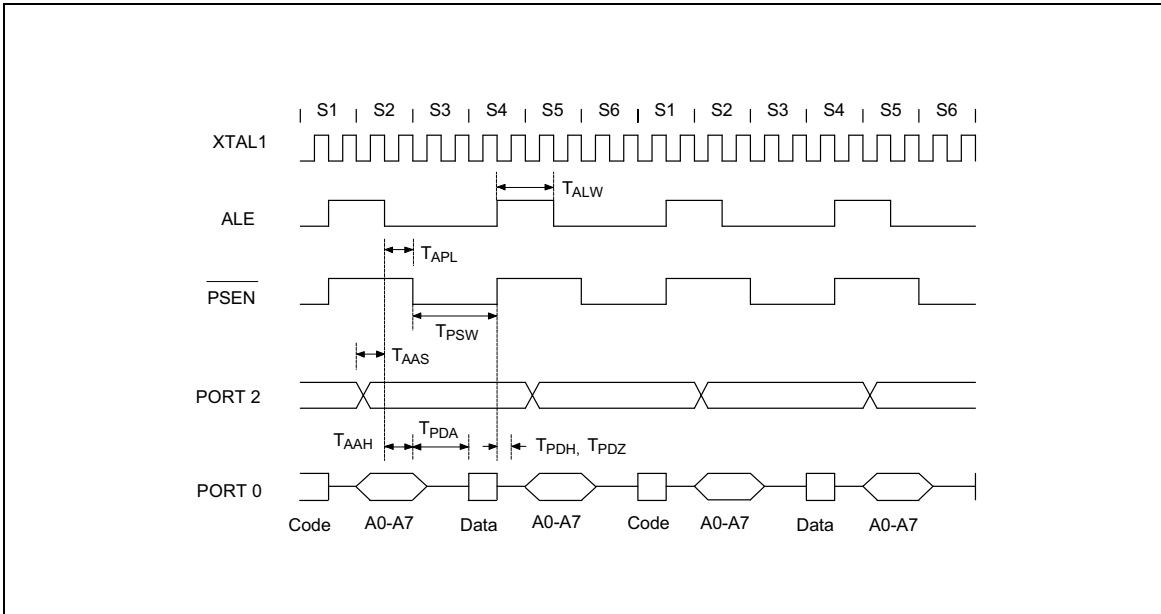 S1 S2 S3 S4 S5 S6 S1 S2 S3 S4 S5 S6
XTAL1
TALW
ALE
TAPL
PSEN
TPSW
TAAS
PORT 2
TAAH TPDA TPDH, TPDZ
PORT 0
Code A0-A7 Data A0-A7 Code A0-A7 Data A0-A7